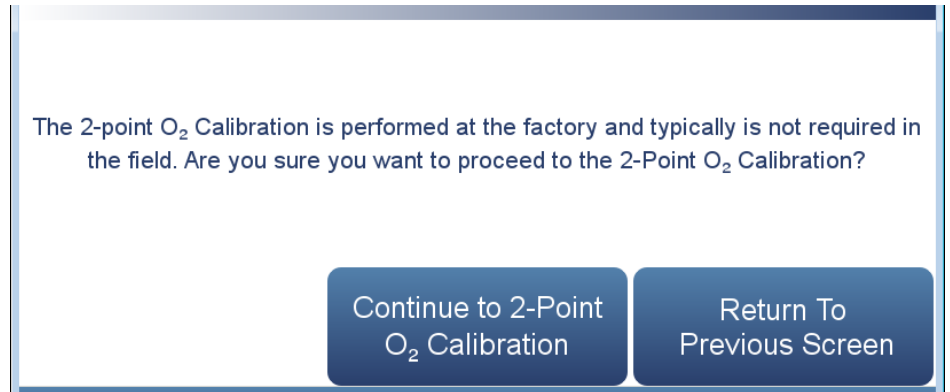 The 2-point O₂ Calibration is performed at the factory and typically is not required in
the field. Are you sure you want to proceed to the 2-Point O₂ Calibration?
Continue to 2-Point
O₂ Calibration
Return To
Previous Screen